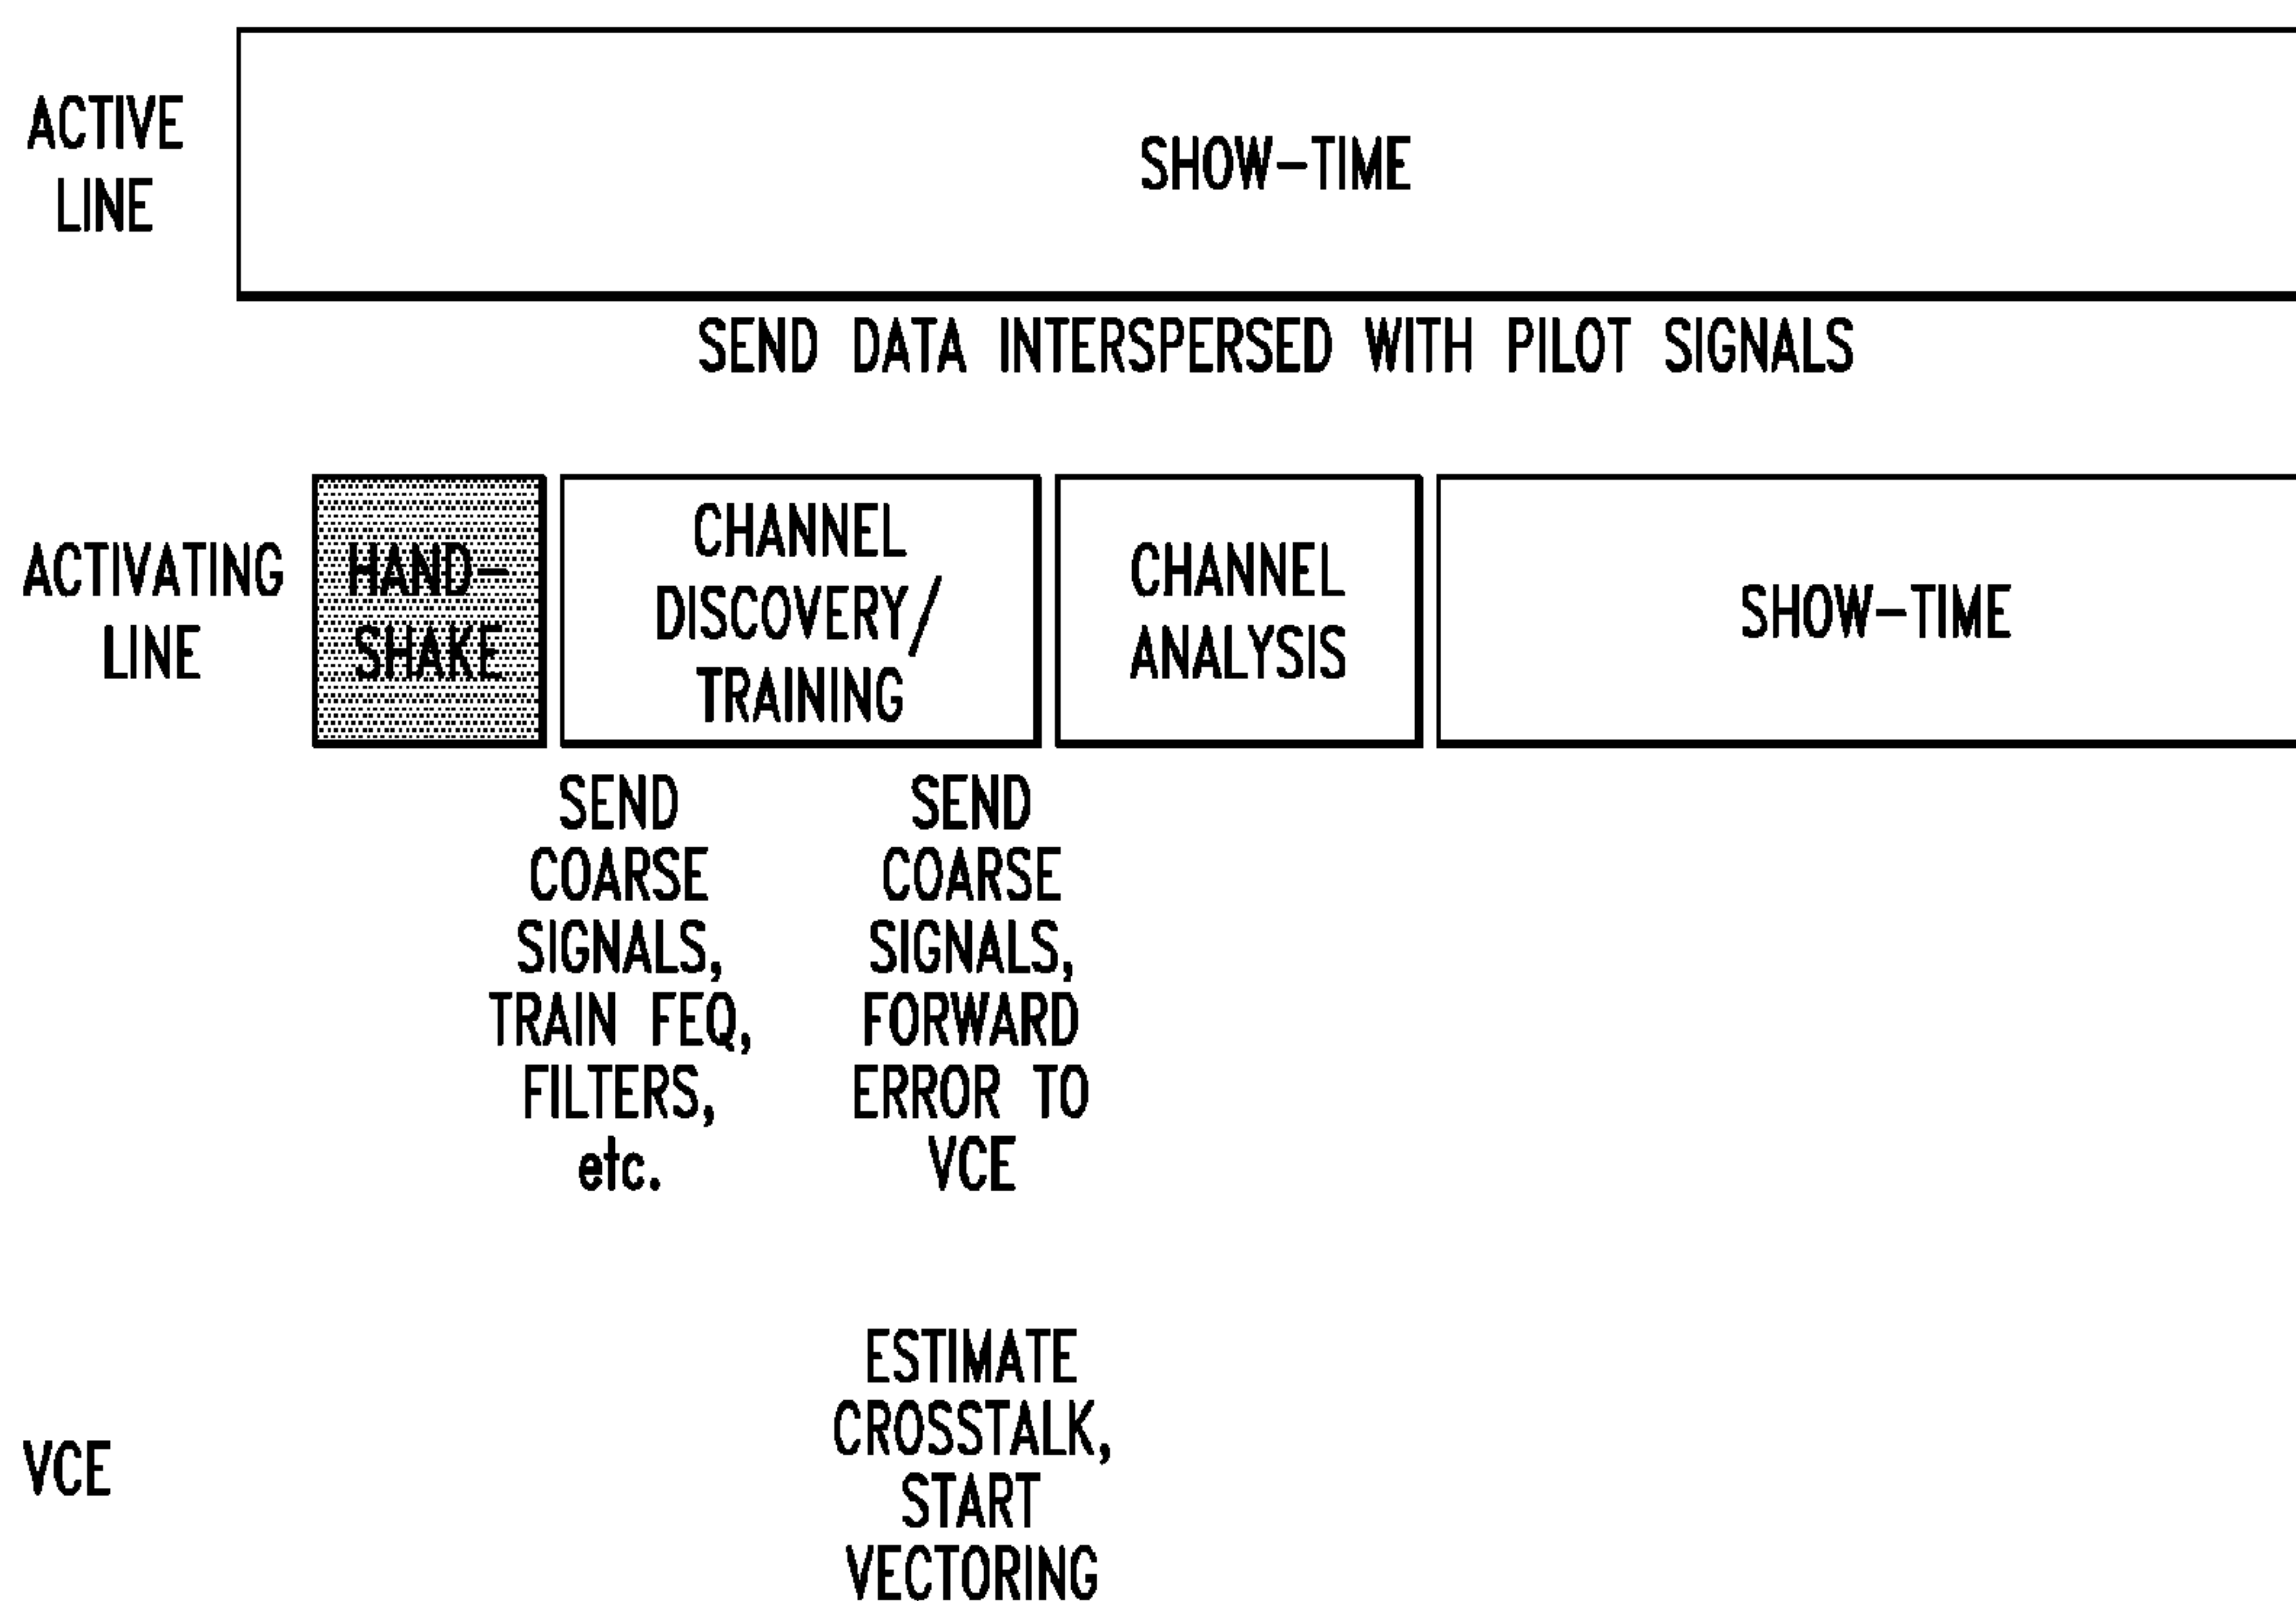 ACTIVE
LINE
SHOW-TIME
SEND DATA INTERSPERSED WITH PILOT SIGNALS
ACTIVATING
LINE
HAND-
SHAKE
CHANNEL
DISCOVERY/
TRAINING
CHANNEL
ANALYSIS
SHOW-TIME
SEND
COARSE
SIGNALS,
TRAIN FEQ,
FILTERS,
etc.
SEND
COARSE
SIGNALS,
FORWARD
ERROR TO
VCE
VCE
ESTIMATE
CROSSTALK,
START
VECTORING